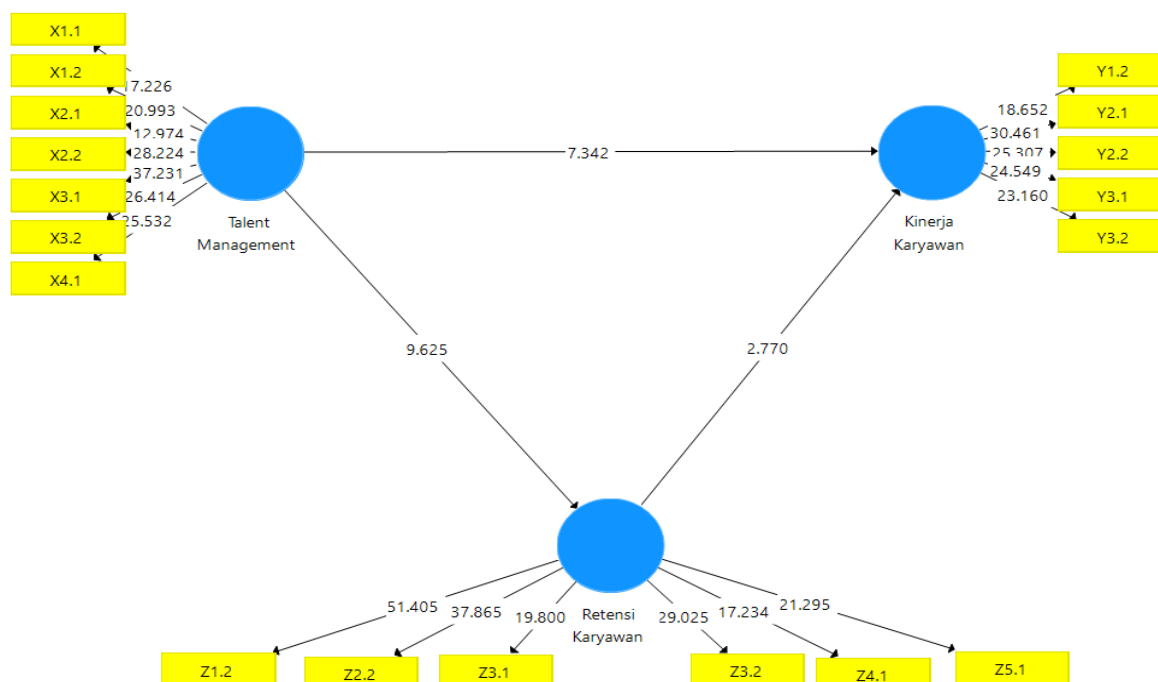 X1.1
X1.2
X2.1
X2.2
X3.1
X3.2
X4.1
17.226
20.993
12.974
28.224
37.231
26.414
25.532
Talent
Management
7.342
9.625
2.770
Kinerja
Karyawan
18.652
30.461
25.307
24.549
23.160
Y1.2
Y2.1
Y2.2
Y3.1
Y3.2
Retensi
Karyawan
51.405
37.865
19.800
29.025
17.234
21.295
Z1.2
Z2.2
Z3.1
Z3.2
Z4.1
Z5.1